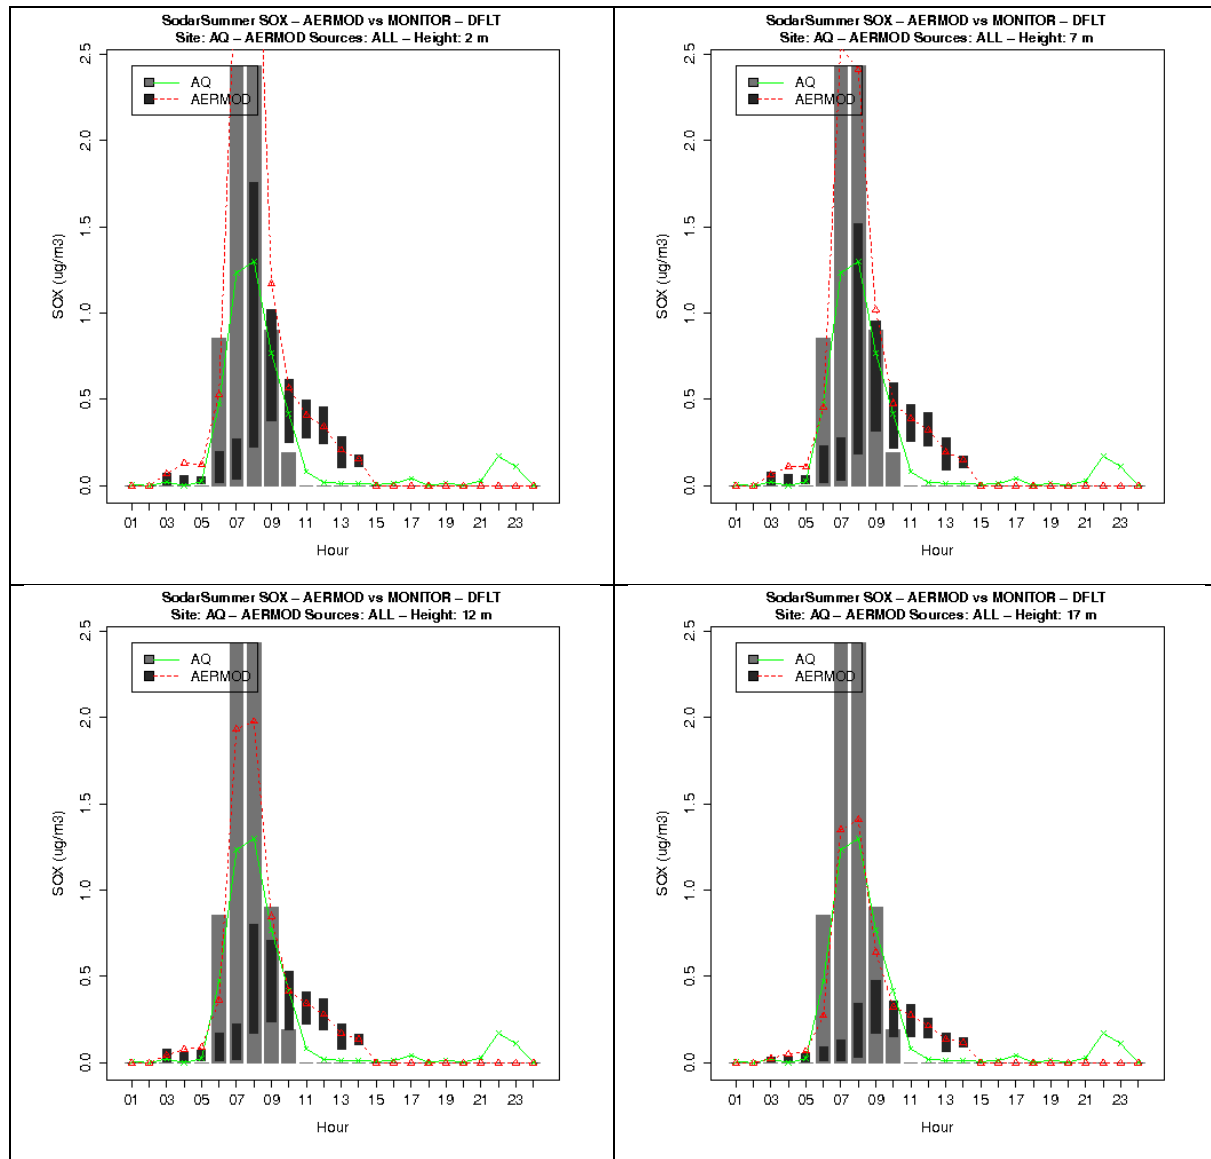 SodarSummer SOX – AERMOD vs MONITOR – DFLT
Site: AQ – AERMOD Sources: ALL – Height: 2 m
AQ
AERMOD
SOX (ug/m3)
2.5
2.0
1.5
1.0
0.5
0.0
01 03 05 07 09 11 13 15 17 19 21 23
Hour
SodarSummer SOX – AERMOD vs MONITOR – DFLT
Site: AQ – AERMOD Sources: ALL – Height: 7 m
AQ
AERMOD
SOX (ug/m3)
2.5
2.0
1.5
1.0
0.5
0.0
01 03 05 07 09 11 13 15 17 19 21 23
Hour
SodarSummer SOX – AERMOD vs MONITOR – DFLT
Site: AQ – AERMOD Sources: ALL – Height: 12 m
AQ
AERMOD
SOX (ug/m3)
2.5
2.0
1.5
1.0
0.5
0.0
01 03 05 07 09 11 13 15 17 19 21 23
Hour
SodarSummer SOX – AERMOD vs MONITOR – DFLT
Site: AQ – AERMOD Sources: ALL – Height: 17 m
AQ
AERMOD
SOX (ug/m3)
2.5
2.0
1.5
1.0
0.5
0.0
01 03 05 07 09 11 13 15 17 19 21 23
Hour